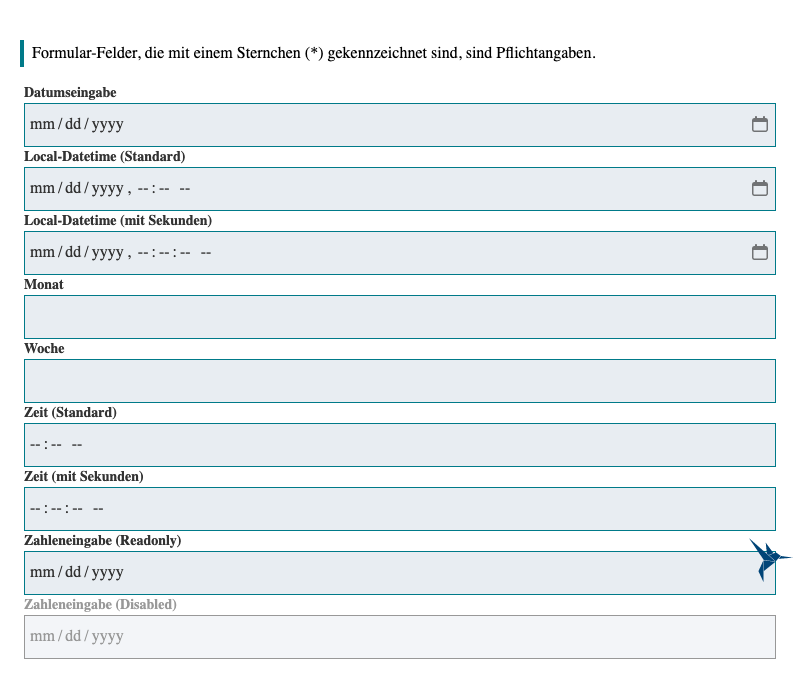 Formular-Felder, die mit einem Sternchen (*) gekennzeichnet sind, sind Pflichtangaben.
Datumseingabe
mm/dd/yyyy
Local-Datetime (Standard)
mm/dd/yyyy, --:-- --
Local-Datetime (mit Sekunden)
mm/dd/yyyy, --:--:-- --
Monat
Woche
Zeit (Standard)
--:-- --
Zeit (mit Sekunden)
--:--:-- --
Zahleneingabe (Readonly)
mm/dd/yyyy
Zahleneingabe (Disabled)
mm/dd/yyyy